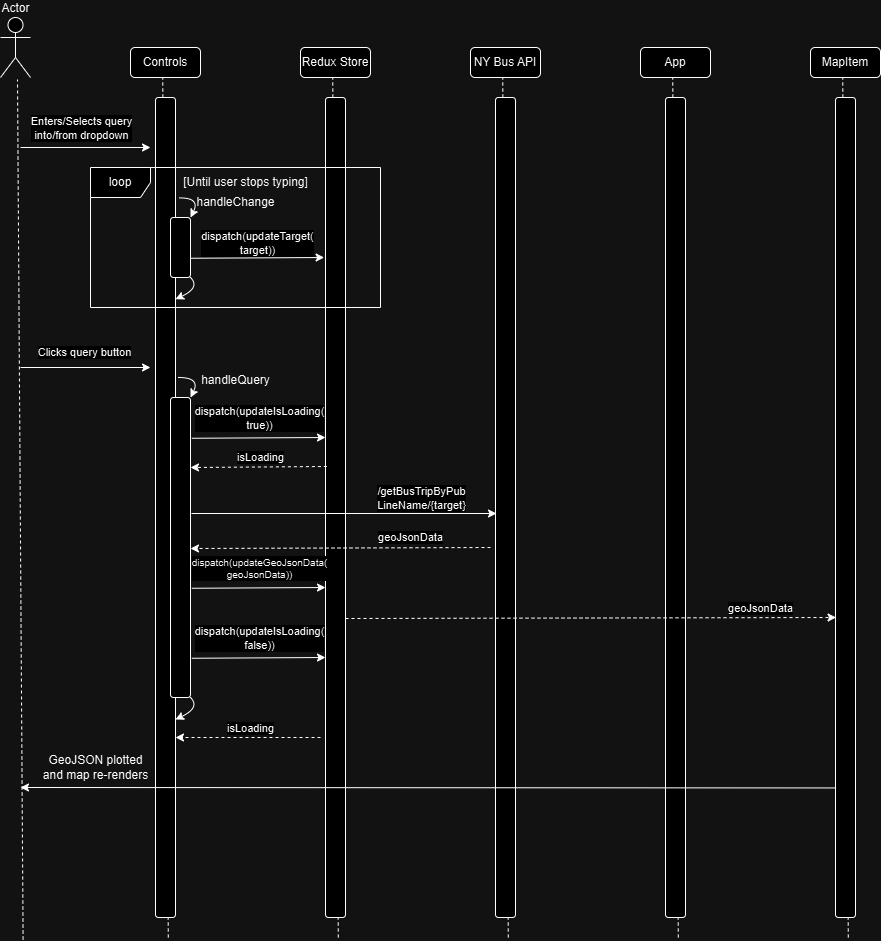 Actor
Controls
Redux Store
NY Bus API
App
MapItem
Enters/Selects query
into/from dropdown
loop
[Until user stops typing]
handleChange
dispatch(updateTarget(
target))
Clicks query button
handleQuery
dispatch(updateIsLoading(
true))
isLoading
/getBusTripByPub
LineName/{target}
geoJsonData
dispatch(updateGeoJsonData(
geoJsonData))
geoJsonData
dispatch(updateIsLoading(
false))
isLoading
GeoJSON plotted
and map re-renders